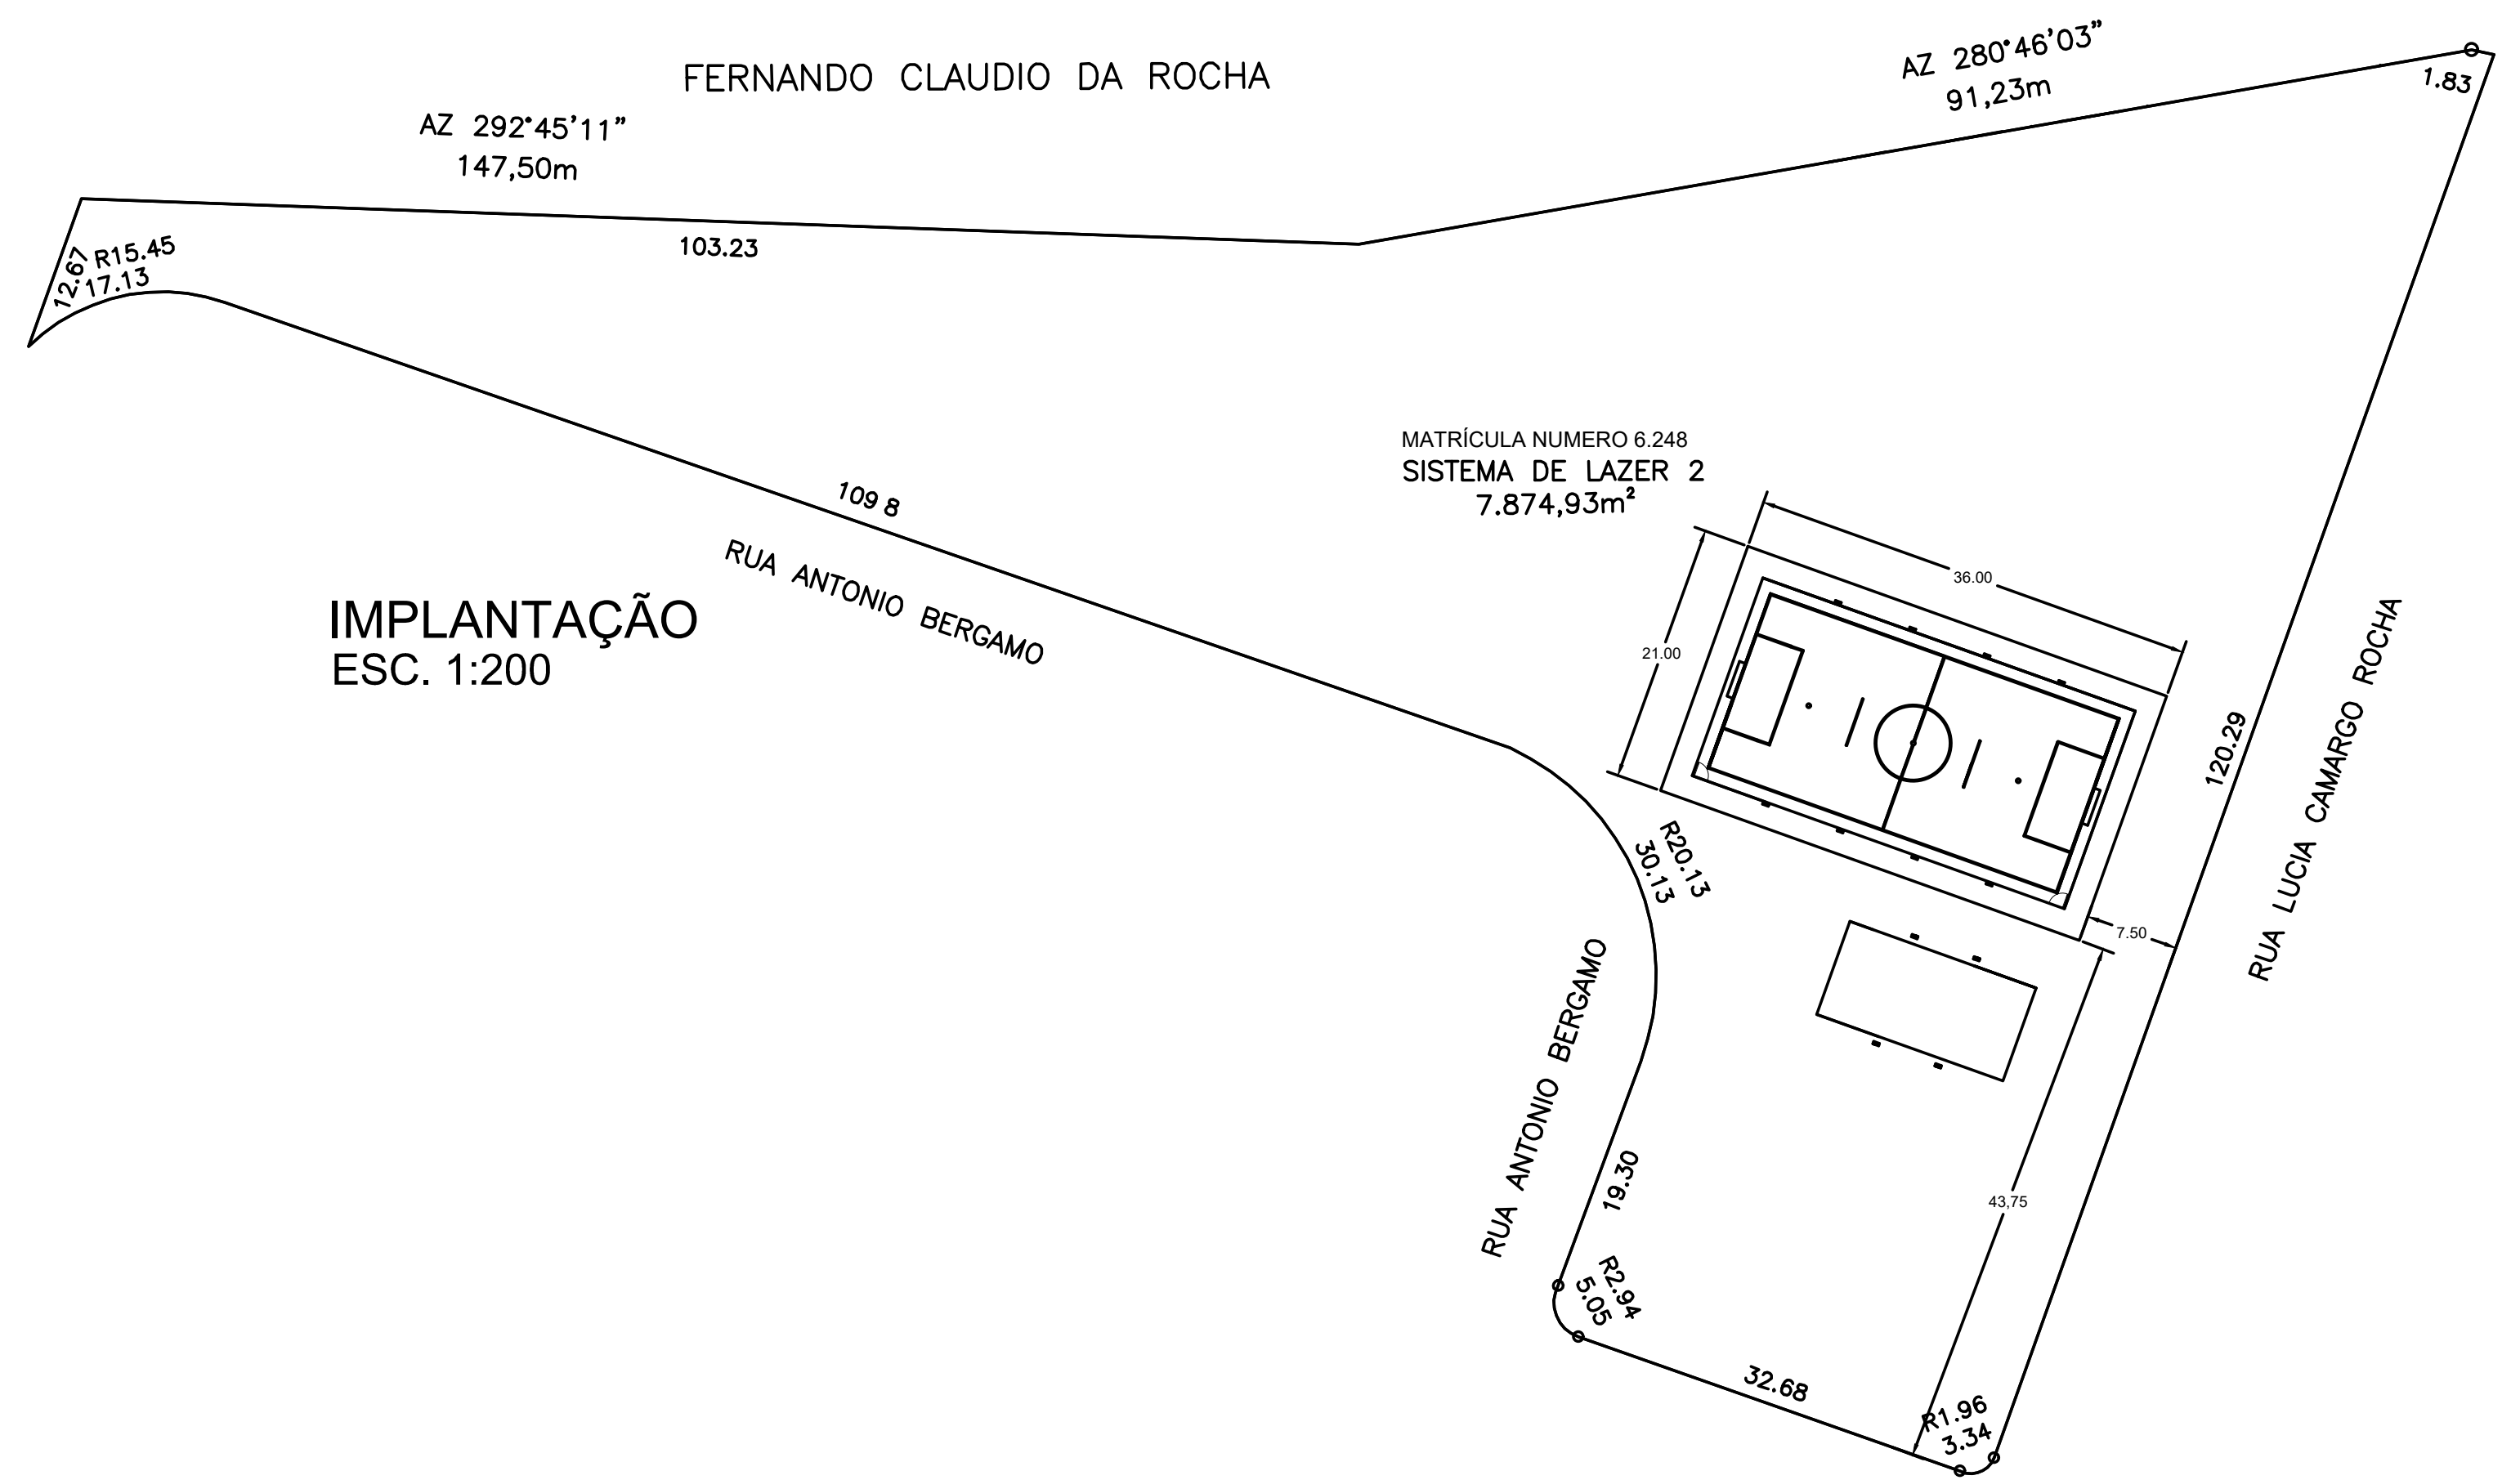 FERNANDO CLAUDIO DA ROCHA
AZ 280°46'03"
91,23m
1.83
AZ 292°45'11"
147,50m
103.23
12.67
R15.45
17.13
109 8
RUA ANTONIO BERGAMO
IMPLANTAÇÃO
ESC. 1:200
MATRÍCULA NUMERO 6.248
SISTEMA DE LAZER 2
7.874,93m²
36.00
21.00
120.29
RUA LUCIA CAMARGO ROCHA
R20.13
30.13
7.50
RUA ANTONIO BERGAMO
19.30
43,75
R2.94
5.05
32.68
R1.96
3.34